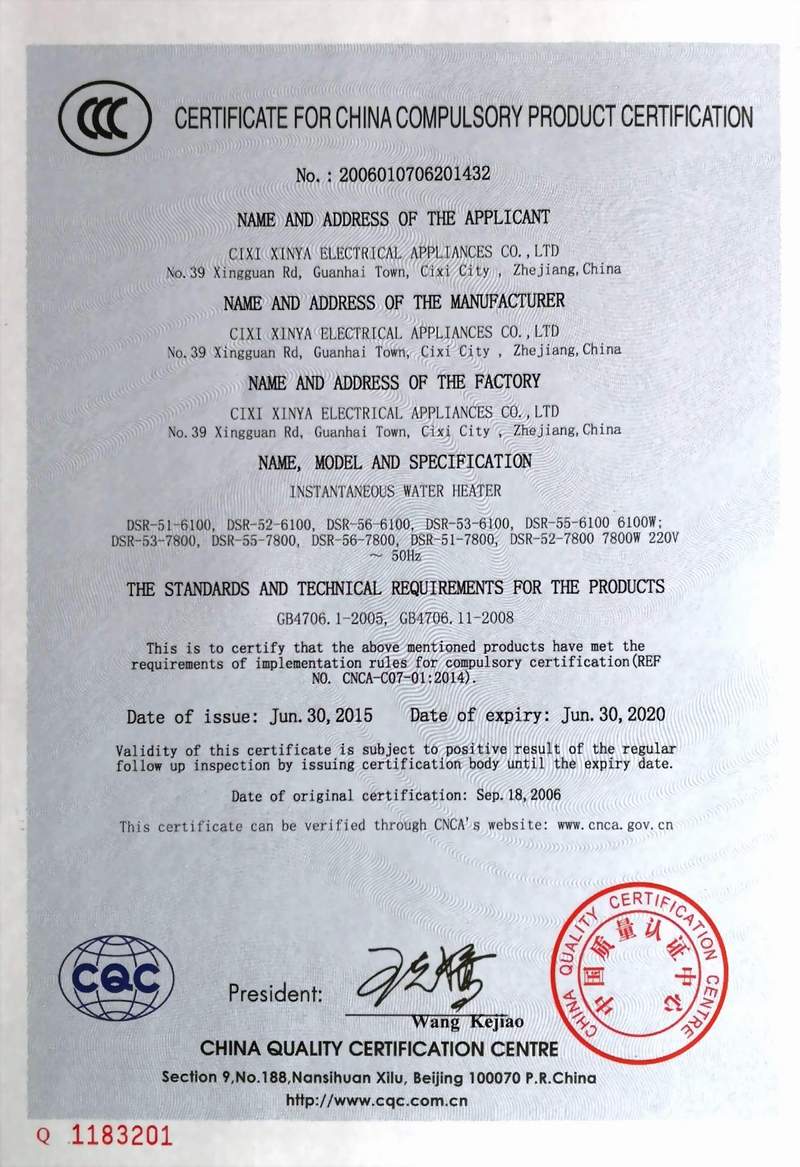 CCC
CERTIFICATE FOR CHINA COMPULSORY PRODUCT CERTIFICATION
No. : 2006010706201432
NAME AND ADDRESS OF THE APPLICANT
CIXI XINYA ELECTRICAL APPLIANCES CO.,LTD
No.39 Xingguan Rd, Guanhai Town, Cixi City , Zhejiang,China
NAME AND ADDRESS OF THE MANUFACTURER
CIXI XINYA ELECTRICAL APPLIANCES CO.,LTD
No.39 Xingguan Rd, Guanhai Town, Cixi City , Zhejiang,China
NAME AND ADDRESS OF THE FACTORY
CIXI XINYA ELECTRICAL APPLIANCES CO.,LTD
No.39 Xingguan Rd, Guanhai Town, Cixi City , Zhejiang,China
NAME, MODEL AND SPECIFICATION
INSTANTANEOUS WATER HEATER
DSR-51-6100, DSR-52-6100, DSR-56-6100, DSR-53-6100, DSR-55-6100 6100W;
DSR-53-7800, DSR-55-7800, DSR-56-7800, DSR-51-7800, DSR-52-7800 7800W 220V
~ 50Hz
THE STANDARDS AND TECHNICAL REQUIREMENTS FOR THE PRODUCTS
GB4706.1-2005, GB4706.11-2008
This is to certify that the above mentioned products have met the
requirements of implementation rules for compulsory certification(REF
NO. CNCA-C07-01:2014).
Date of issue: Jun.30,2015 Date of expiry: Jun.30,2020
Validity of this certificate is subject to positive result of the regular
follow up inspection by issuing certification body until the expiry date.
Date of original certification: Sep.18,2006
This certificate can be verified through CNCA's website: www.cnca.gov.cn
CHINA QUALITY CERTIFICATION CENTRE
中国质量认证中心
CQC
President:
Wang Kejiao
CHINA QUALITY CERTIFICATION CENTRE
Section 9,No.188,Nansihuan Xilu, Beijing 100070 P.R.China
http://www.cqc.com.cn
Q 1183201